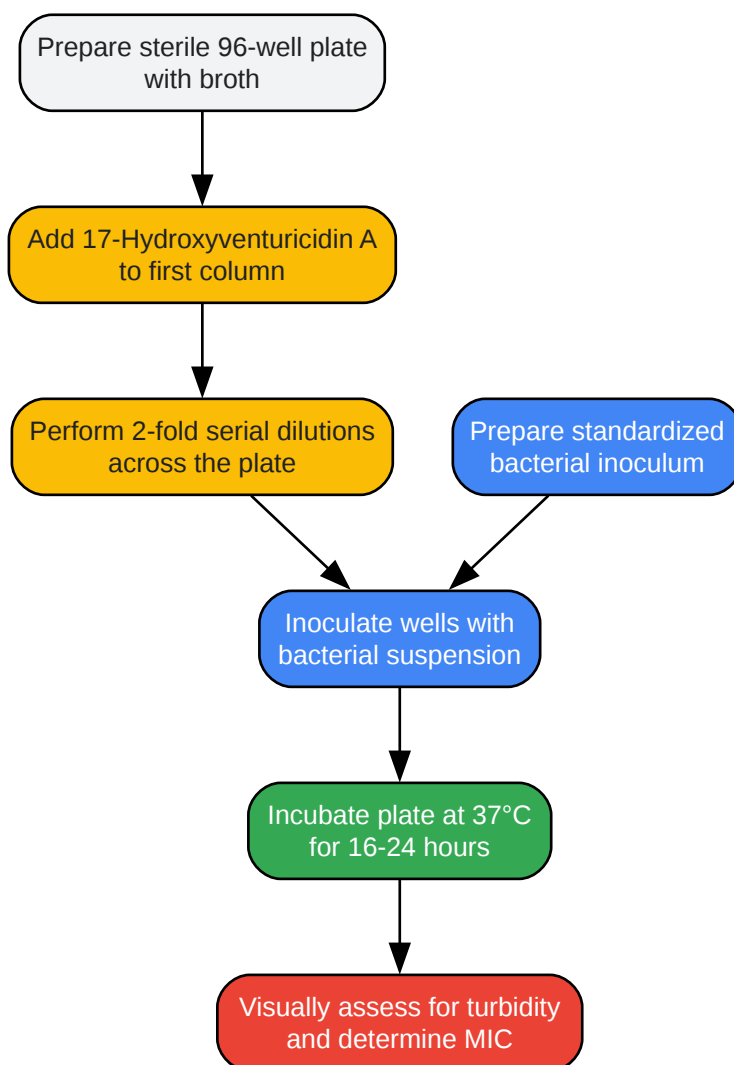 Prepare sterile 96-well plate
with broth
Add 17-Hydroxyventuricidin A
to first column
Perform 2-fold serial dilutions
across the plate
Prepare standardized
bacterial inoculum
Inoculate wells with
bacterial suspension
Incubate plate at 37°C
for 16-24 hours
Visually assess for turbidity
and determine MIC